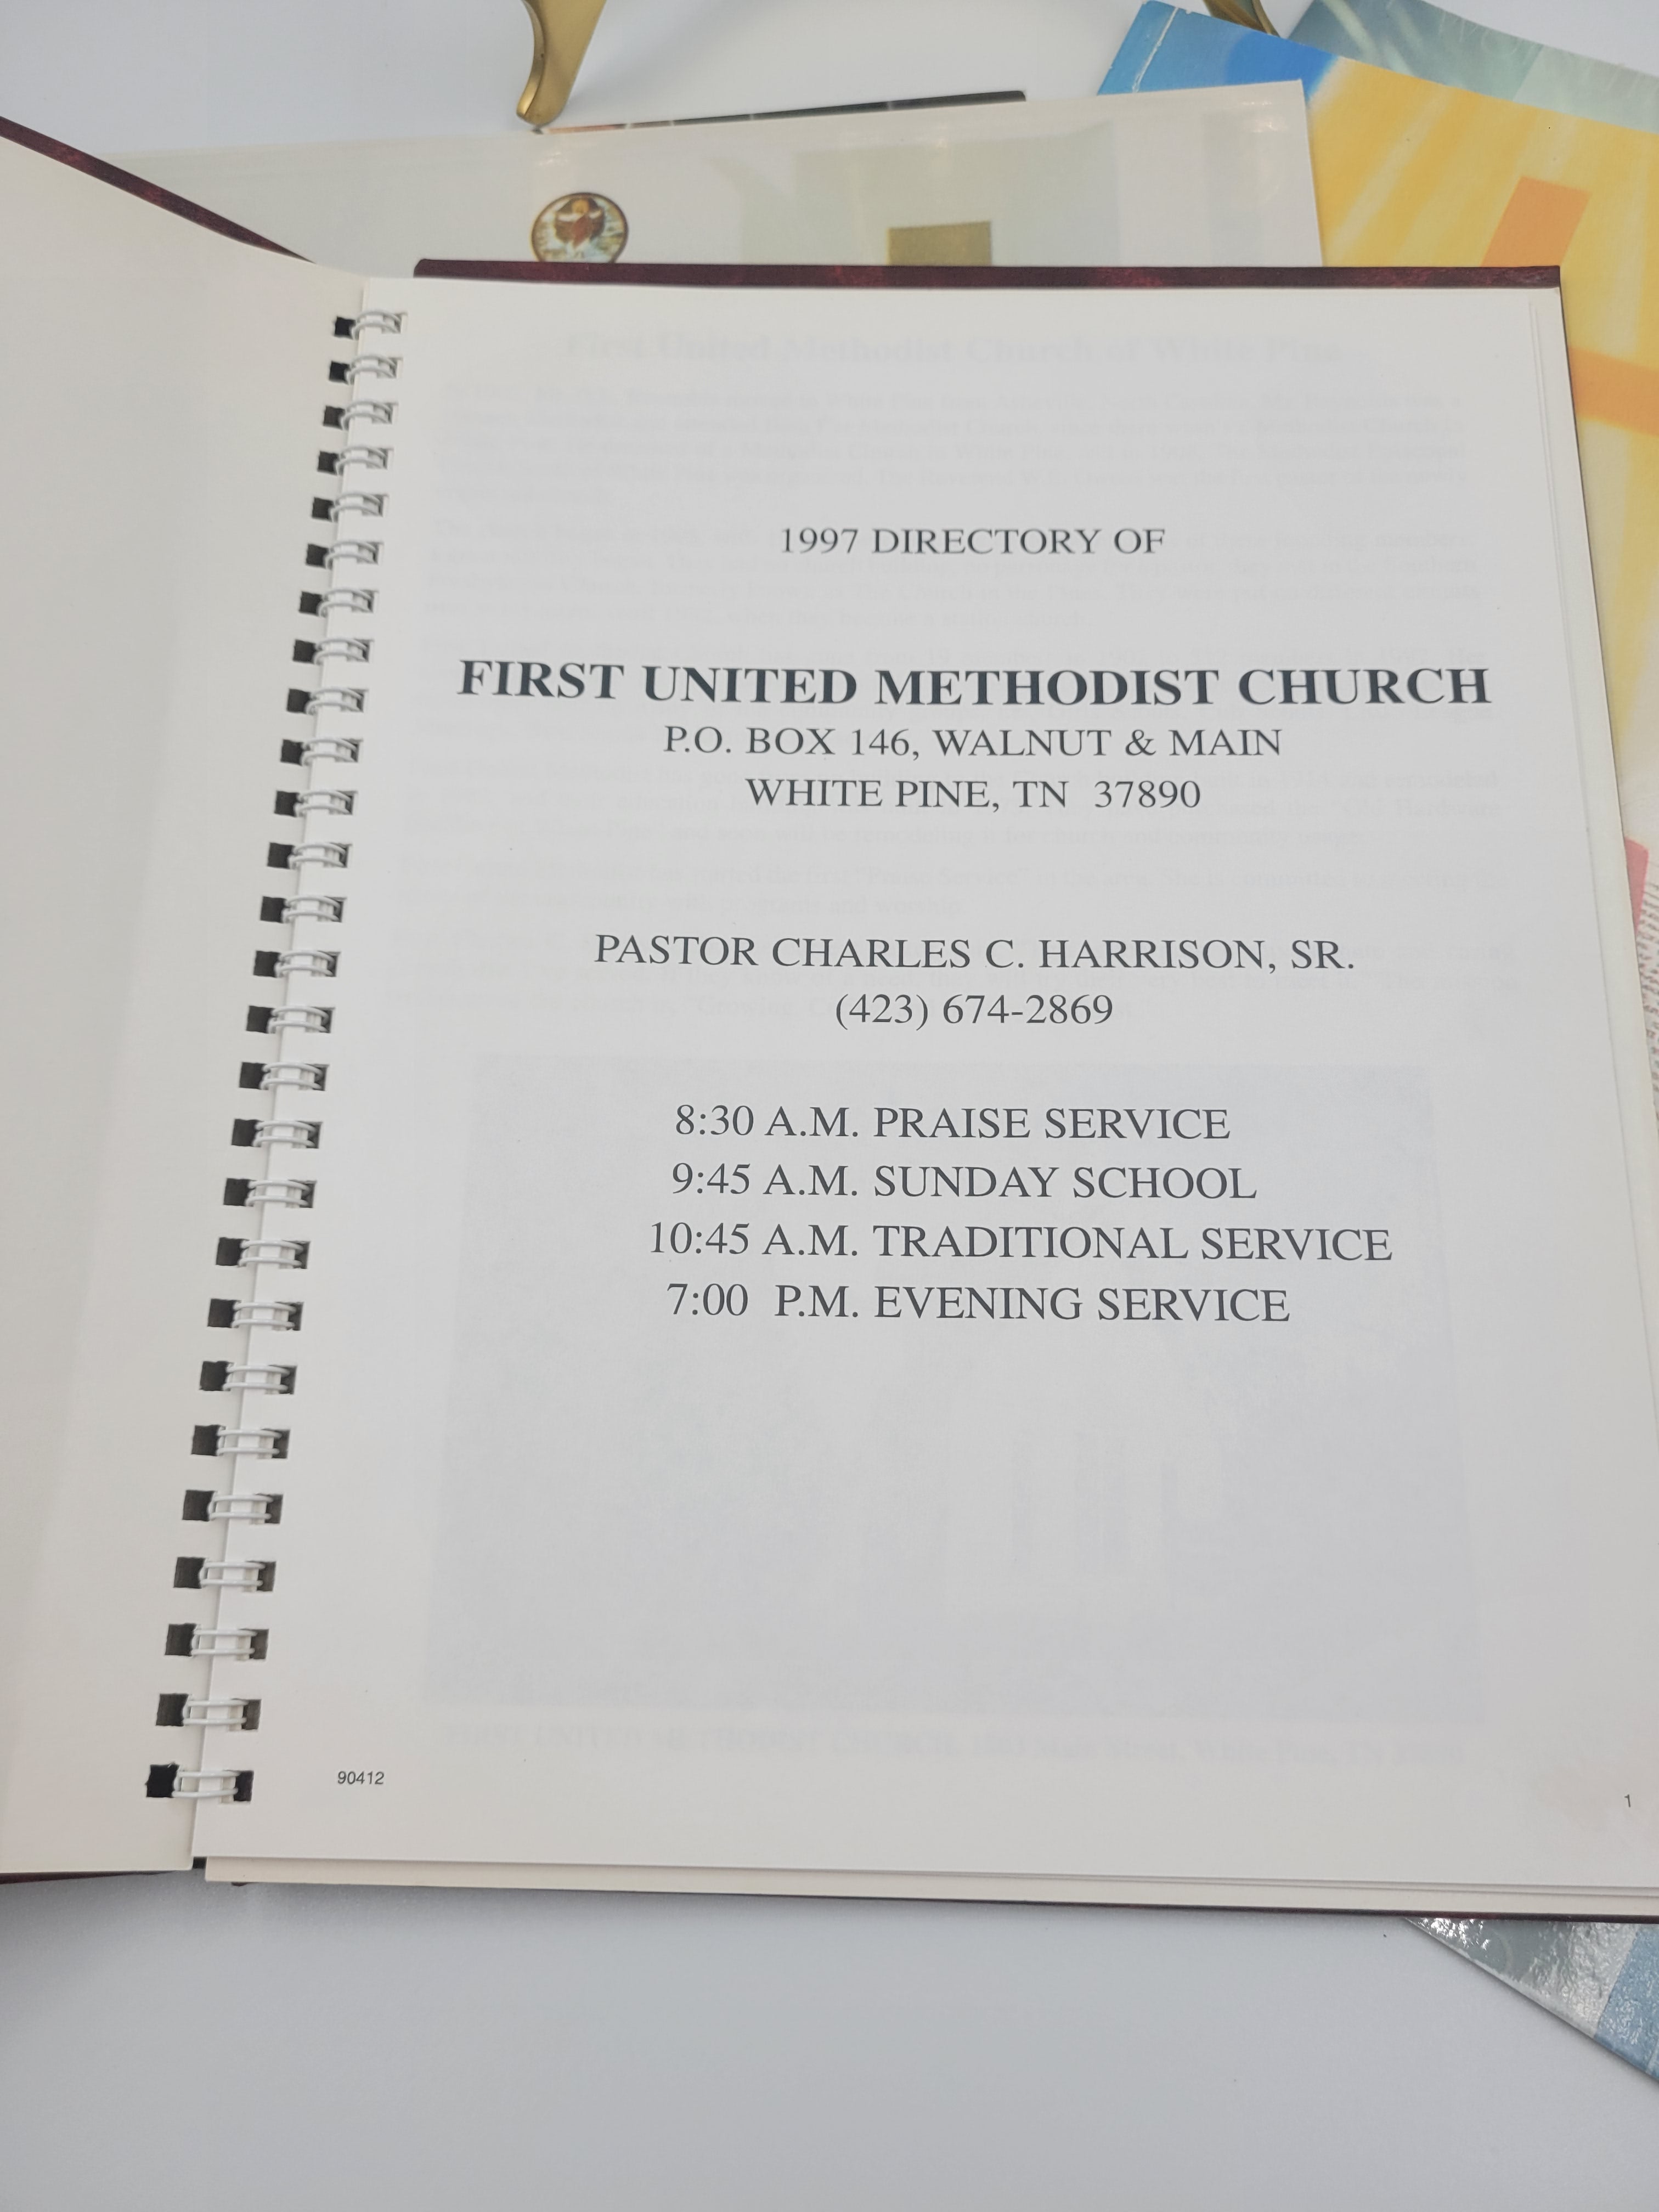 1997 DIRECTORY OF
FIRST UNITED METHODIST CHURCH
P.O. BOX 146, WALNUT & MAIN
WHITE PINE, TN 37890
PASTOR CHARLES C. HARRISON, SR.
(423) 674-2869
8:30 A.M. PRAISE SERVICE
9:45 A.M. SUNDAY SCHOOL
10:45 A.M. TRADITIONAL SERVICE
7:00 P.M. EVENING SERVICE
90412
1